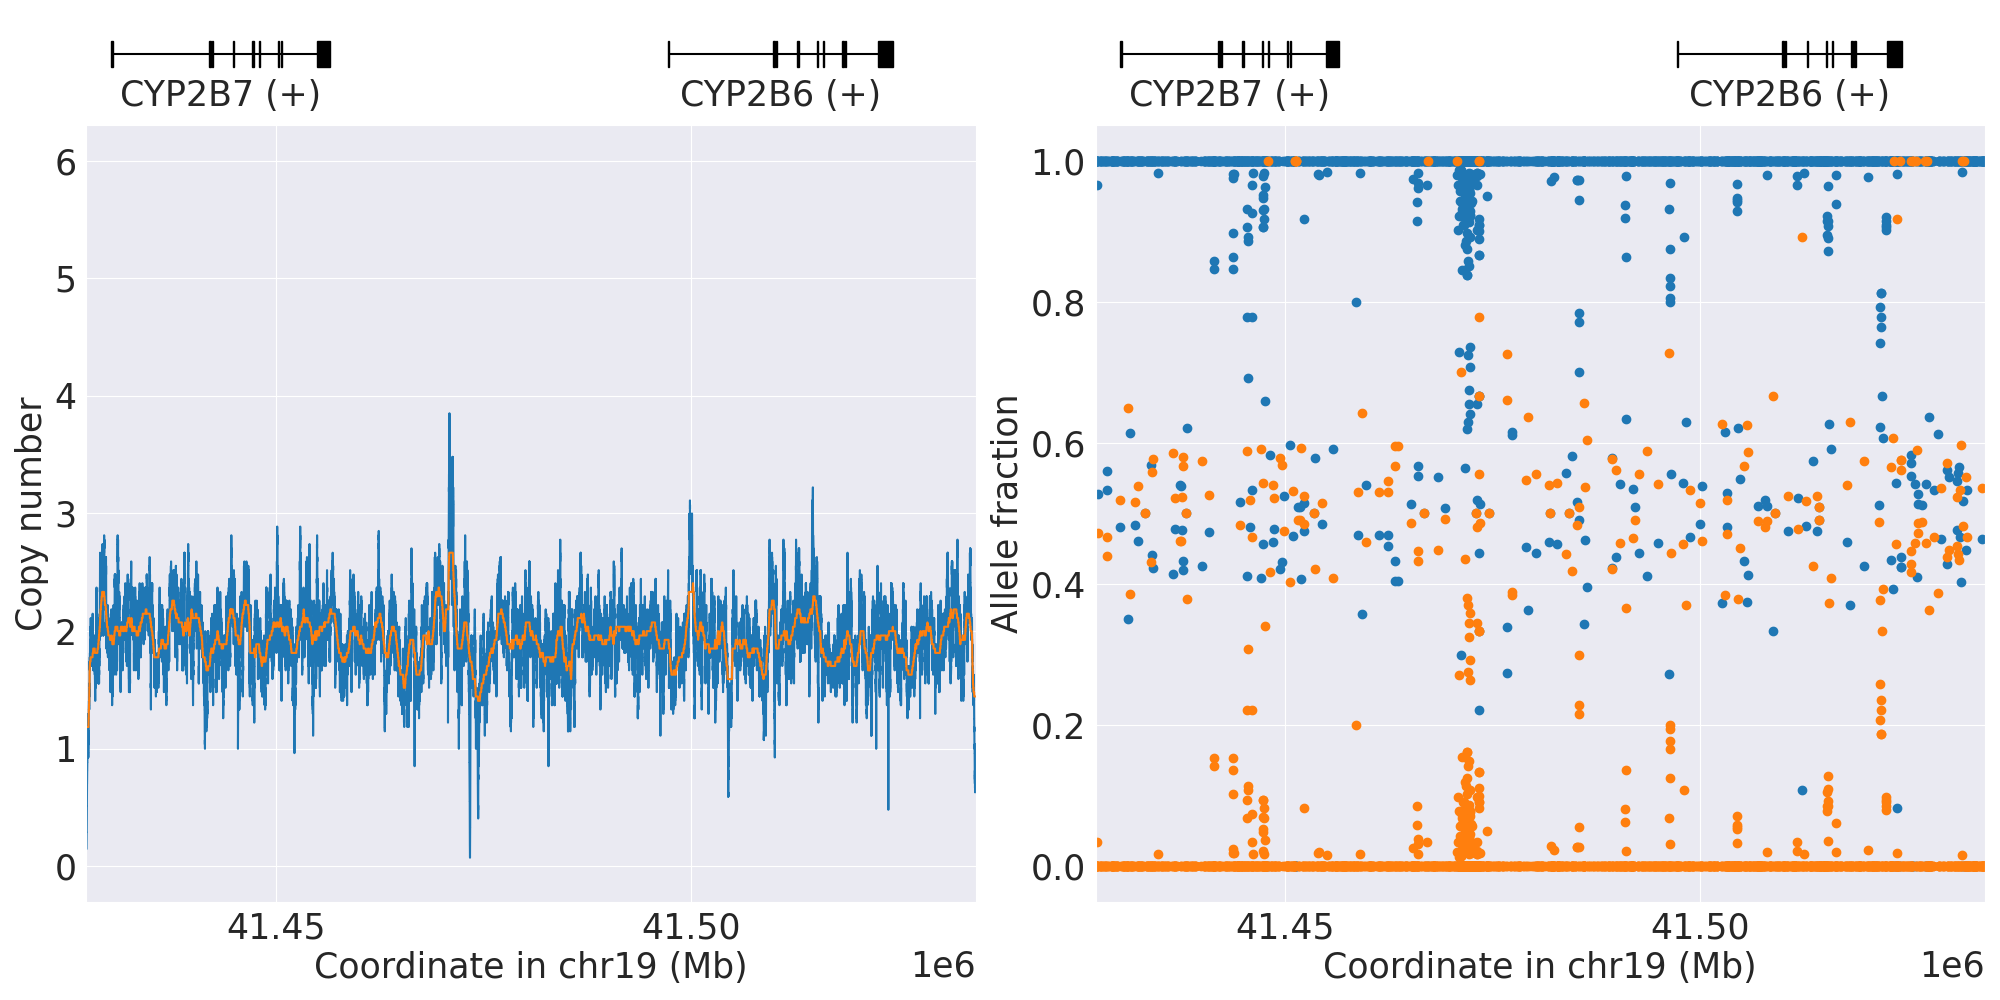 CYP2B7 (+)
CYP2B6 (+)
6
5
4
3
2
1
0
Copy number
41.45
41.50
Coordinate in chr19 (Mb)
1e6
CYP2B7 (+)
CYP2B6 (+)
1.0
0.8
0.6
0.4
0.2
0.0
Allele fraction
41.45
41.50
Coordinate in chr19 (Mb)
1e6